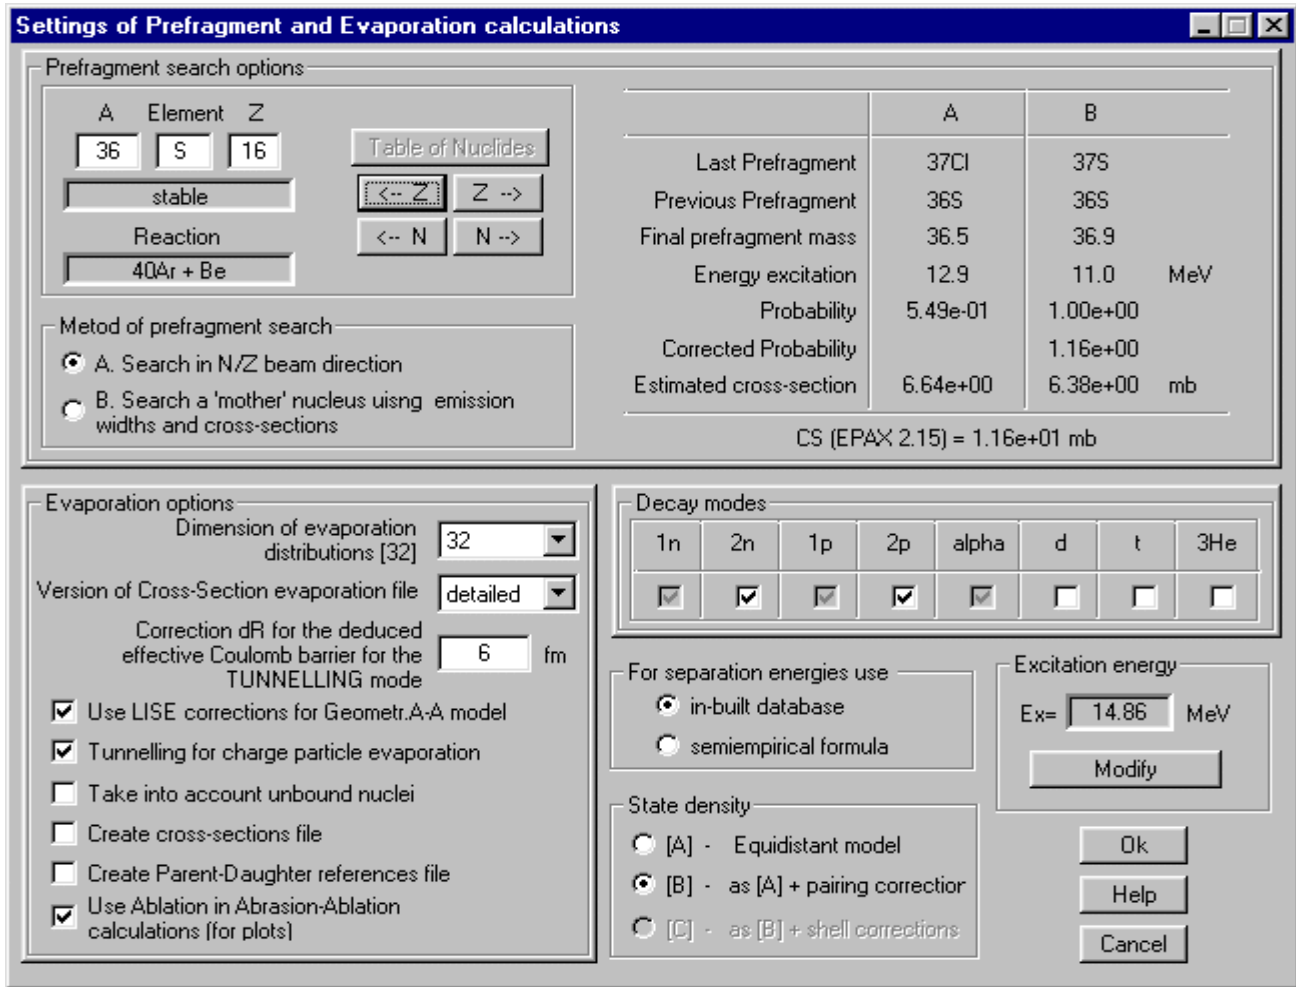 Settings of Prefragment and Evaporation calculations
Prefragment search options
A Element Z
36 S 16
stable
Reaction
40Ar + Be
Table of Nuclides
<-- Z Z -->
<-- N N -->
Metod of prefragment search
A. Search in N/Z beam direction
B. Search a 'mother' nucleus uisng emission
widths and cross-sections
A B
Last Prefragment 37Cl 37S
Previous Prefragment 36S 36S
Final prefragment mass 36.5 36.9
Energy excitation 12.9 11.0 MeV
Probability 5.49e-01 1.00e+00
Corrected Probability 1.16e+00
Estimated cross-section 6.64e+00 6.38e+00 mb
CS (EPAX 2.15) = 1.16e+01 mb
Evaporation options
Dimension of evaporation
distributions [32] 32
Version of Cross-Section evaporation file detailed
Correction dR for the deduced
effective Coulomb barrier for the
TUNNELLING mode 6 fm
Use LISE corrections for Geometr.A-A model
Tunnelling for charge particle evaporation
Take into account unbound nuclei
Create cross-sections file
Create Parent-Daughter references file
Use Ablation in Abrasion-Ablation
calculations (for plots)
Decay modes
1n 2n 1p 2p alpha d t 3He
For separation energies use
in-built database
semiempirical formula
Excitation energy
Ex= 14.86 MeV
Modify
State density
[A] - Equidistant model
[B] - as [A] + pairing correction
[C] - as [B] + shell corrections
Ok
Help
Cancel